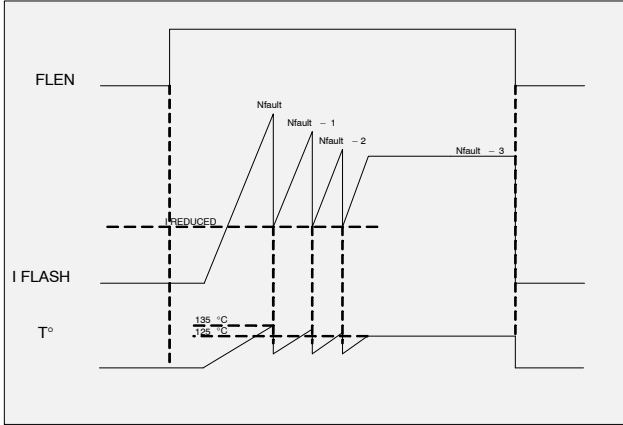 FLEN
Nfault
Nfault – 1
Nfault – 2
Nfault – 3
I REDUCED
I FLASH
135 °C
125 °C
T°